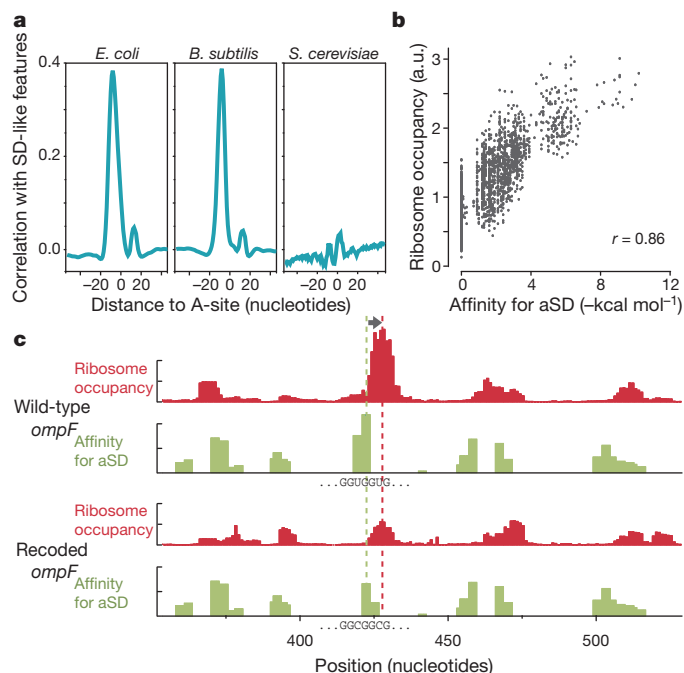 a
E. coli
B. subtilis
S. cerevisiae
Correlation with SD-like features
0.4
0.2
0.0
−20 0 20
−20 0 20
−20 0 20
Distance to A-site (nucleotides)
b
Ribosome occupancy (a.u.)
3
2
1
0
0 4 8 12
r = 0.86
Affinity for aSD (–kcal mol−1)
c
Wild-type
ompF
Ribosome
occupancy
Affinity
for aSD
...GGUGGUG...
Recoded
ompF
Ribosome
occupancy
Affinity
for aSD
...GGCGGCG...
400 450 500
Position (nucleotides)